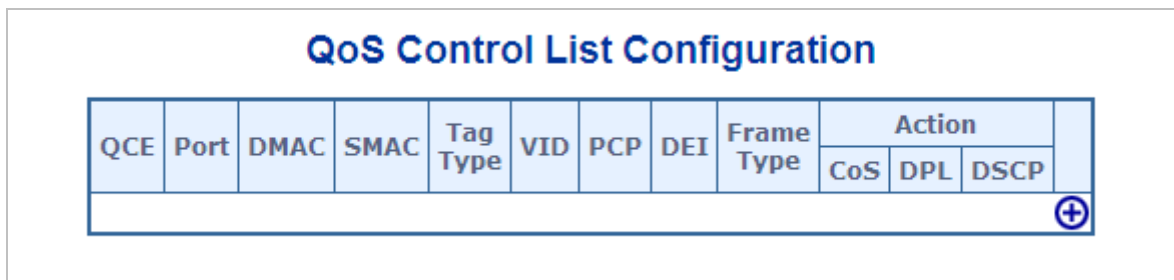 QoS Control List Configuration
QCE Port DMAC SMAC Tag Type VID PCP DEI Frame Type Action
CoS DPL DSCP